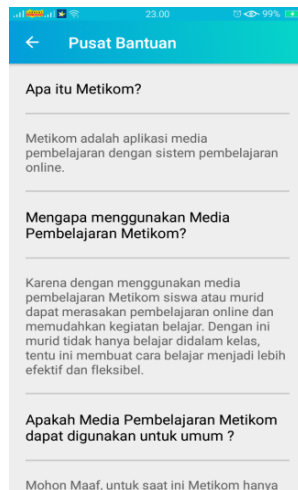 23.00
99%
Pusat Bantuan
Apa itu Metikom?
Metikom adalah aplikasi media
pembelajaran dengan sistem pembelajaran
online.
Mengapa menggunakan Media
Pembelajaran Metikom?
Karena dengan menggunakan media
pembelajaran Metikom siswa atau murid
dapat merasakan pembelajaran online dan
memudahkan kegiatan belajar. Dengan ini
murid tidak hanya belajar didalam kelas,
tentu ini membuat cara belajar menjadi lebih
efektif dan fleksibel.
Apakah Media Pembelajaran Metikom
dapat digunakan untuk umum ?
Mohon Maaf, untuk saat ini Metikom hanya